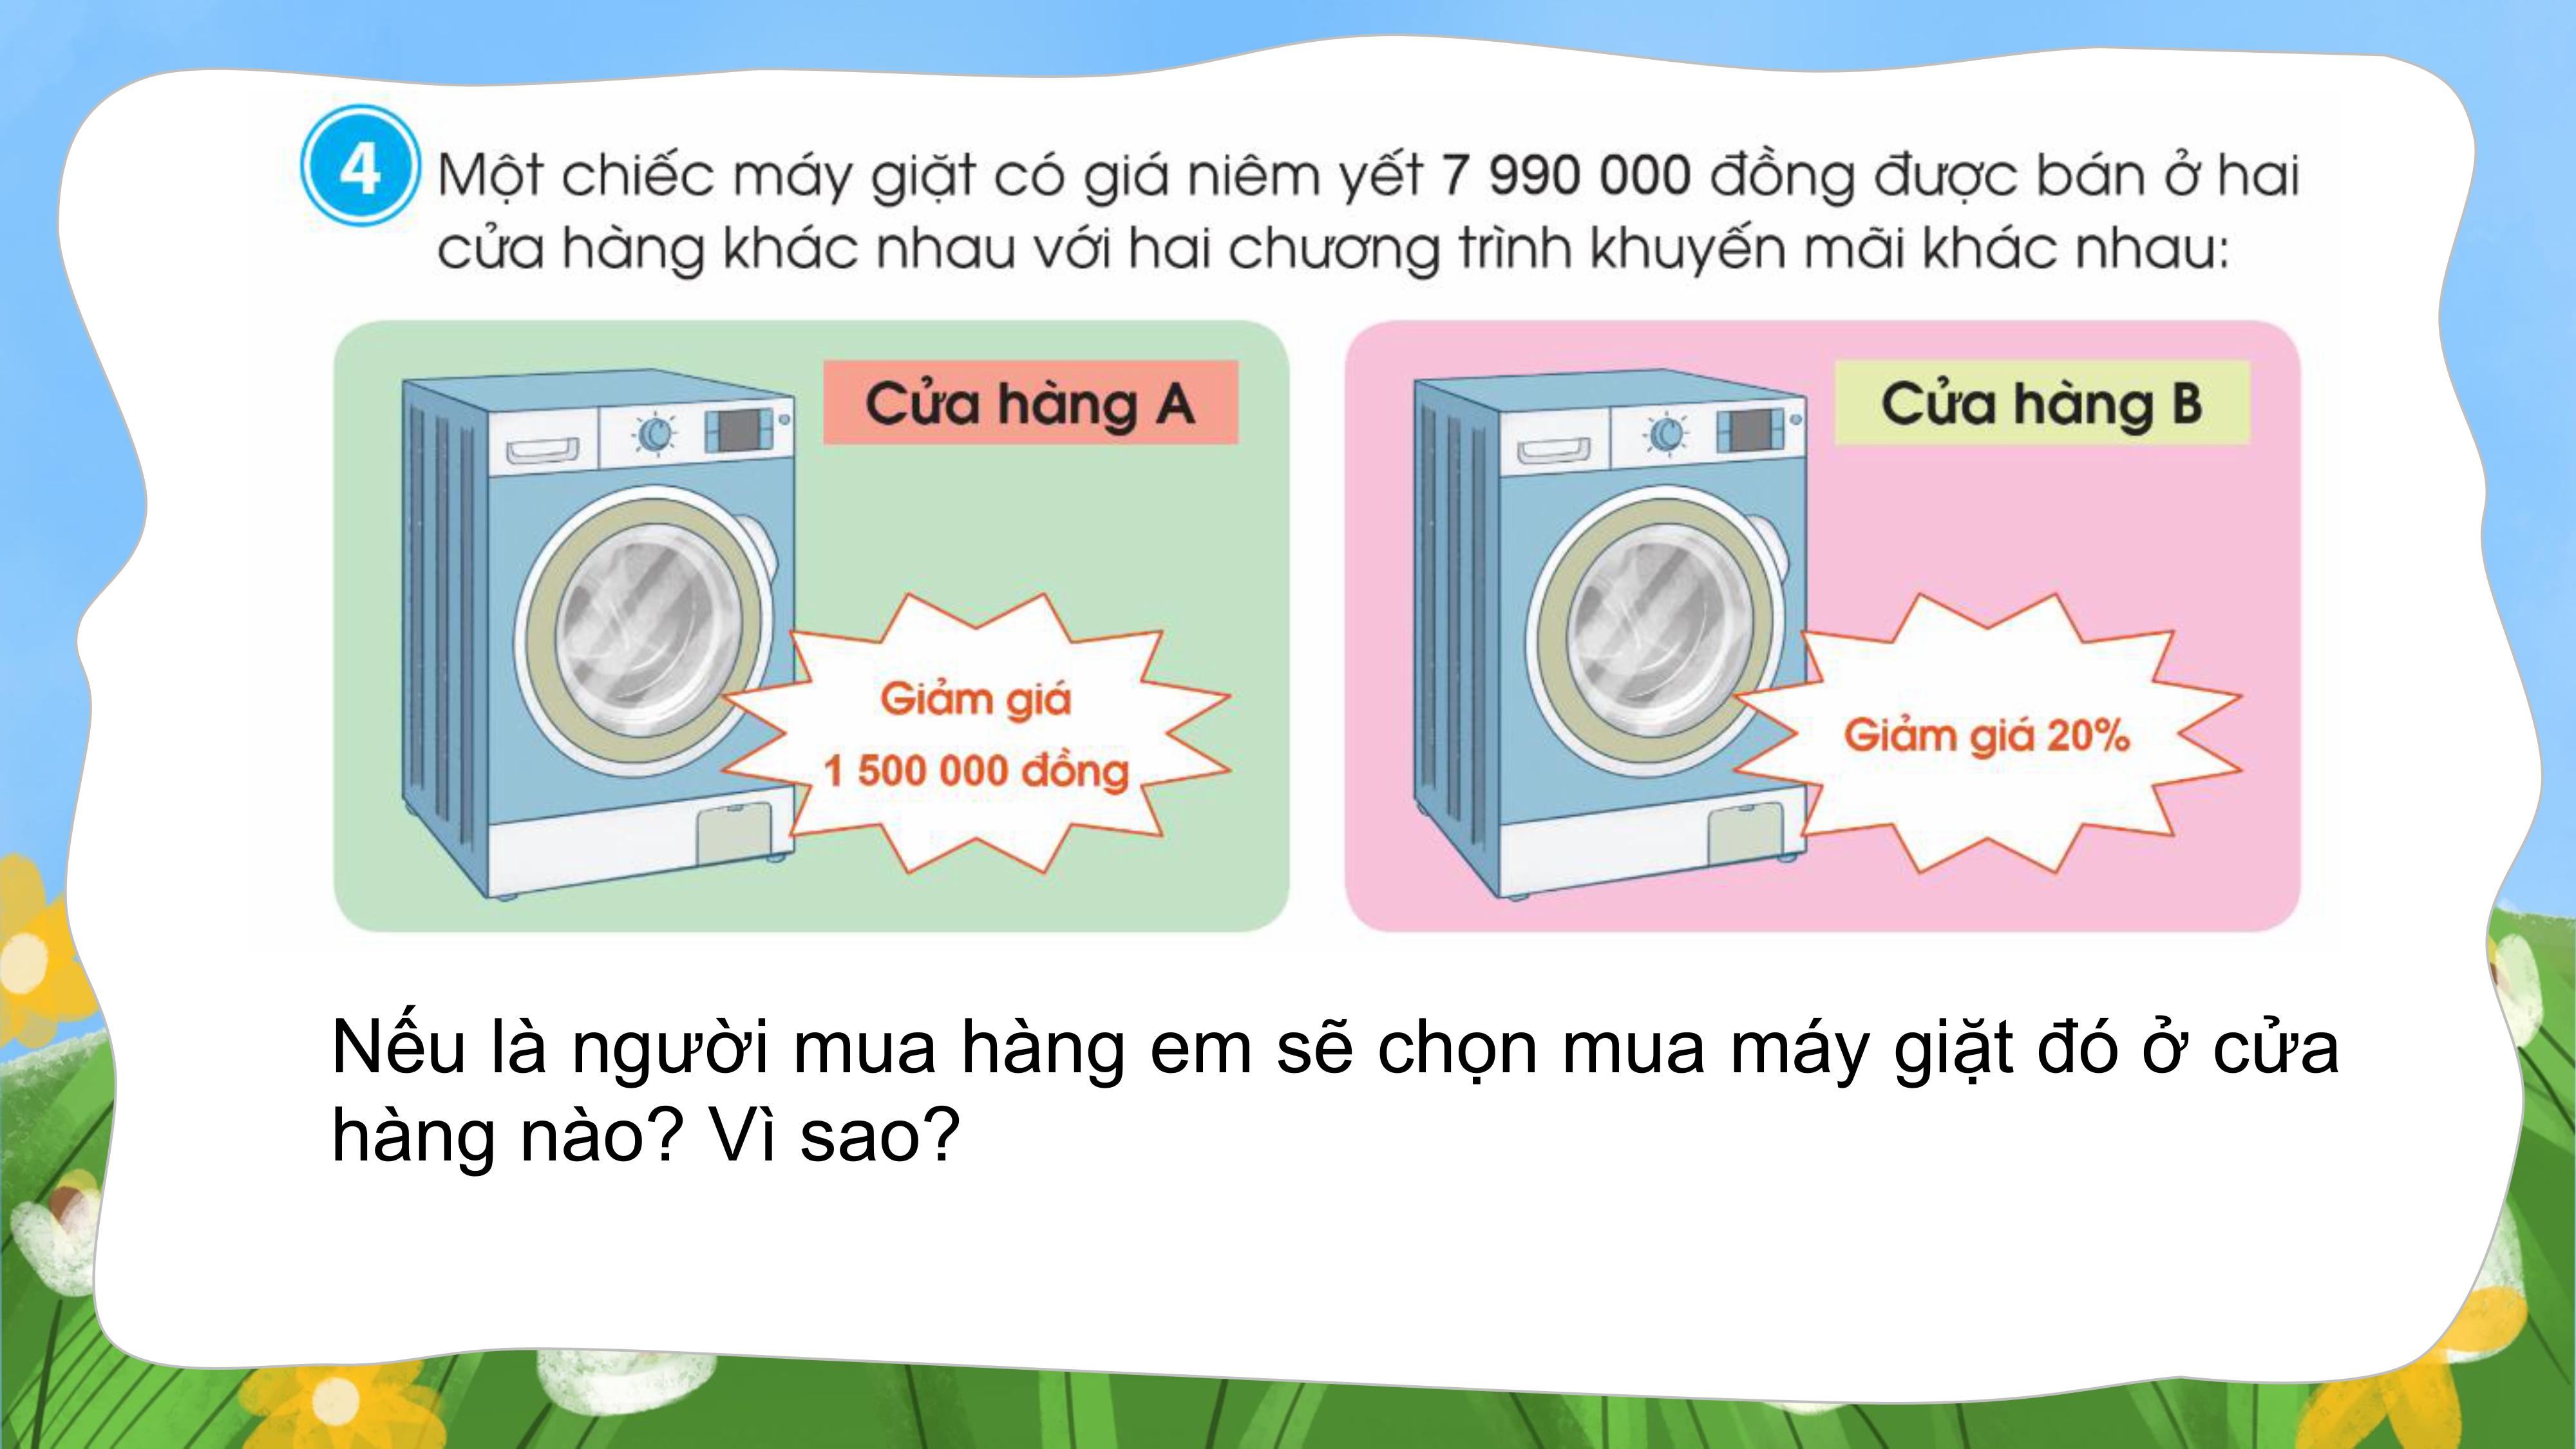 4
Một chiếc máy giặt có giá niêm yết 7 990 000 đồng được bán ở hai
cửa hàng khác nhau với hai chương trình khuyến mãi khác nhau:
Cửa hàng A
Giảm giá
1 500 000 đồng
Cửa hàng B
Giảm giá 20%
Nếu là người mua hàng em sẽ chọn mua máy giặt đó ở cửa
hàng nào? Vì sao?